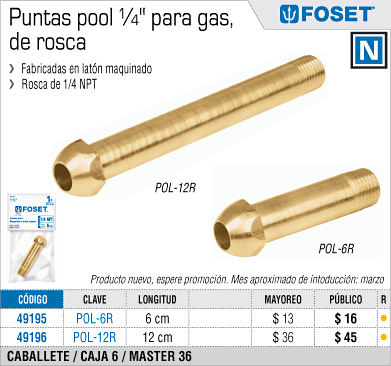 Puntas pool ¼" para gas,
de rosca
FOSET®
N
› Fabricadas en latón maquinado
› Rosca de 1/4 NPT
POL-12R
POL-6R
FOSET
Producto nuevo, espere promoción. Mes aproximado de intoducción: marzo
CÓDIGO CLAVE LONGITUD MAYOREO PÚBLICO R
49195 POL-6R 6 cm $ 13 $ 16
49196 POL-12R 12 cm $ 36 $ 45
CABALLETE / CAJA 6 / MASTER 36